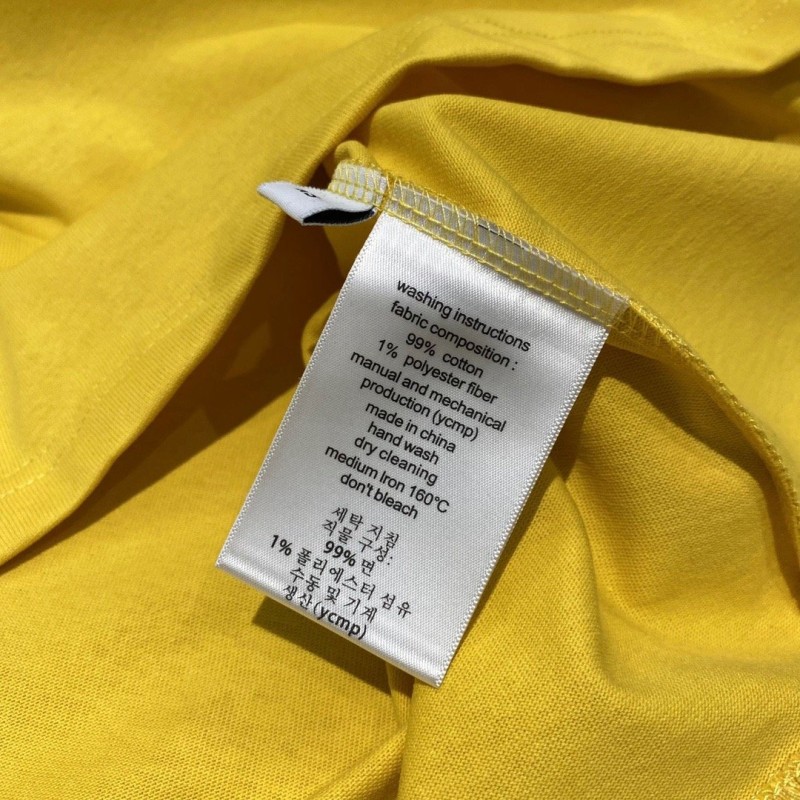 washing instructions
fabric composition :
99% cotton
1% polyester fiber
manual and mechanical
production (ycmp)
made in china
hand wash
dry cleaning
medium Iron 160°C
don't bleach
세탁 지침
직물 구성:
99% 면
1% 폴리에스터 섬유
수동 및 기계
생산(ycmp)